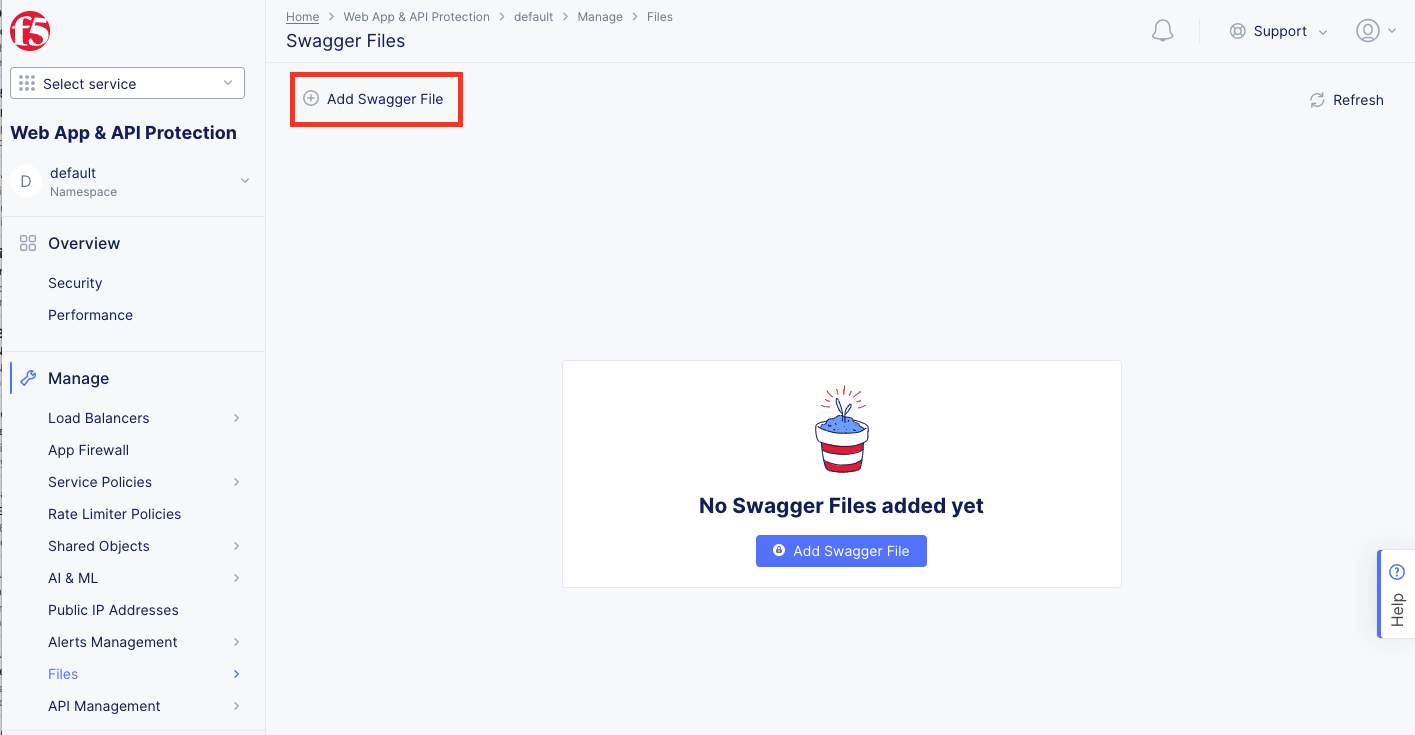 f5
Home > Web App & API Protection > default > Manage > Files
Swagger Files
Support
Select service
Add Swagger File
Refresh
Web App & API Protection
D
default
Namespace
Overview
Security
Performance
Manage
Load Balancers
App Firewall
Service Policies
Rate Limiter Policies
Shared Objects
AI & ML
Public IP Addresses
Alerts Management
Files
API Management
No Swagger Files added yet
Add Swagger File
Help